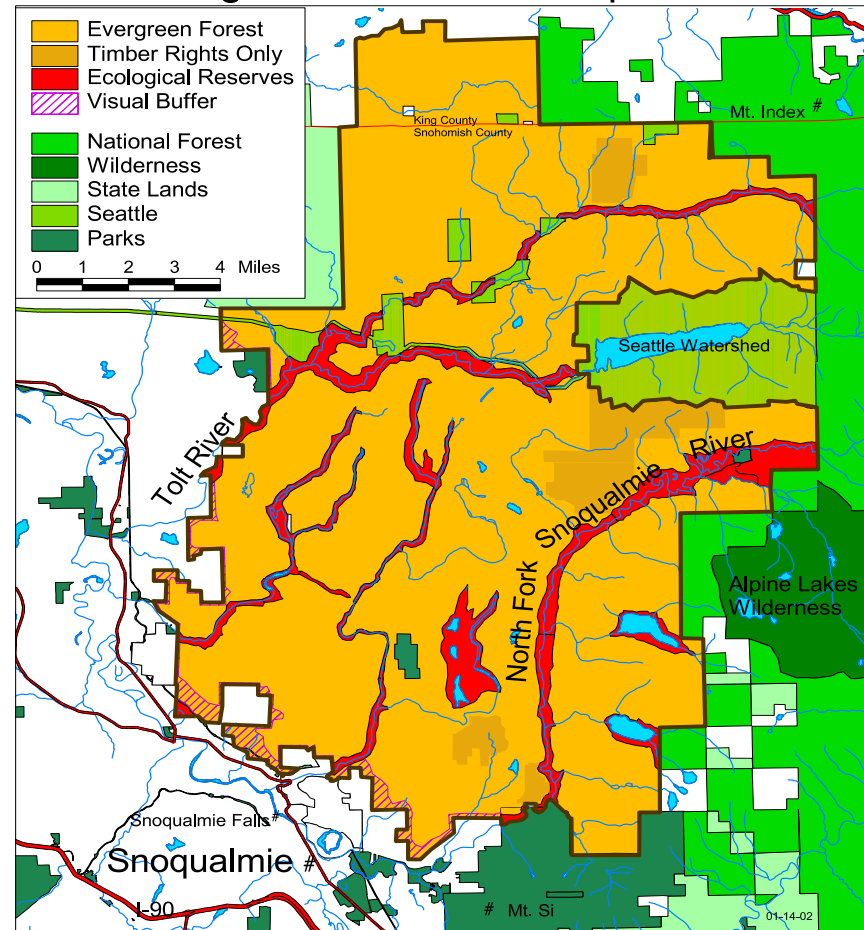 Evergreen Forest
Timber Rights Only
Ecological Reserves
Visual Buffer
National Forest
Wilderness
State Lands
Seattle
Parks
0 1 2 3 4 Miles
Mt. Index #
King County
Snohomish County
Seattle Watershed
Tolt River
North Fork Snoqualmie River
Alpine Lakes
Wilderness
Snoqualmie Falls#
Snoqualmie #
I-90
# Mt. Si
01-14-02